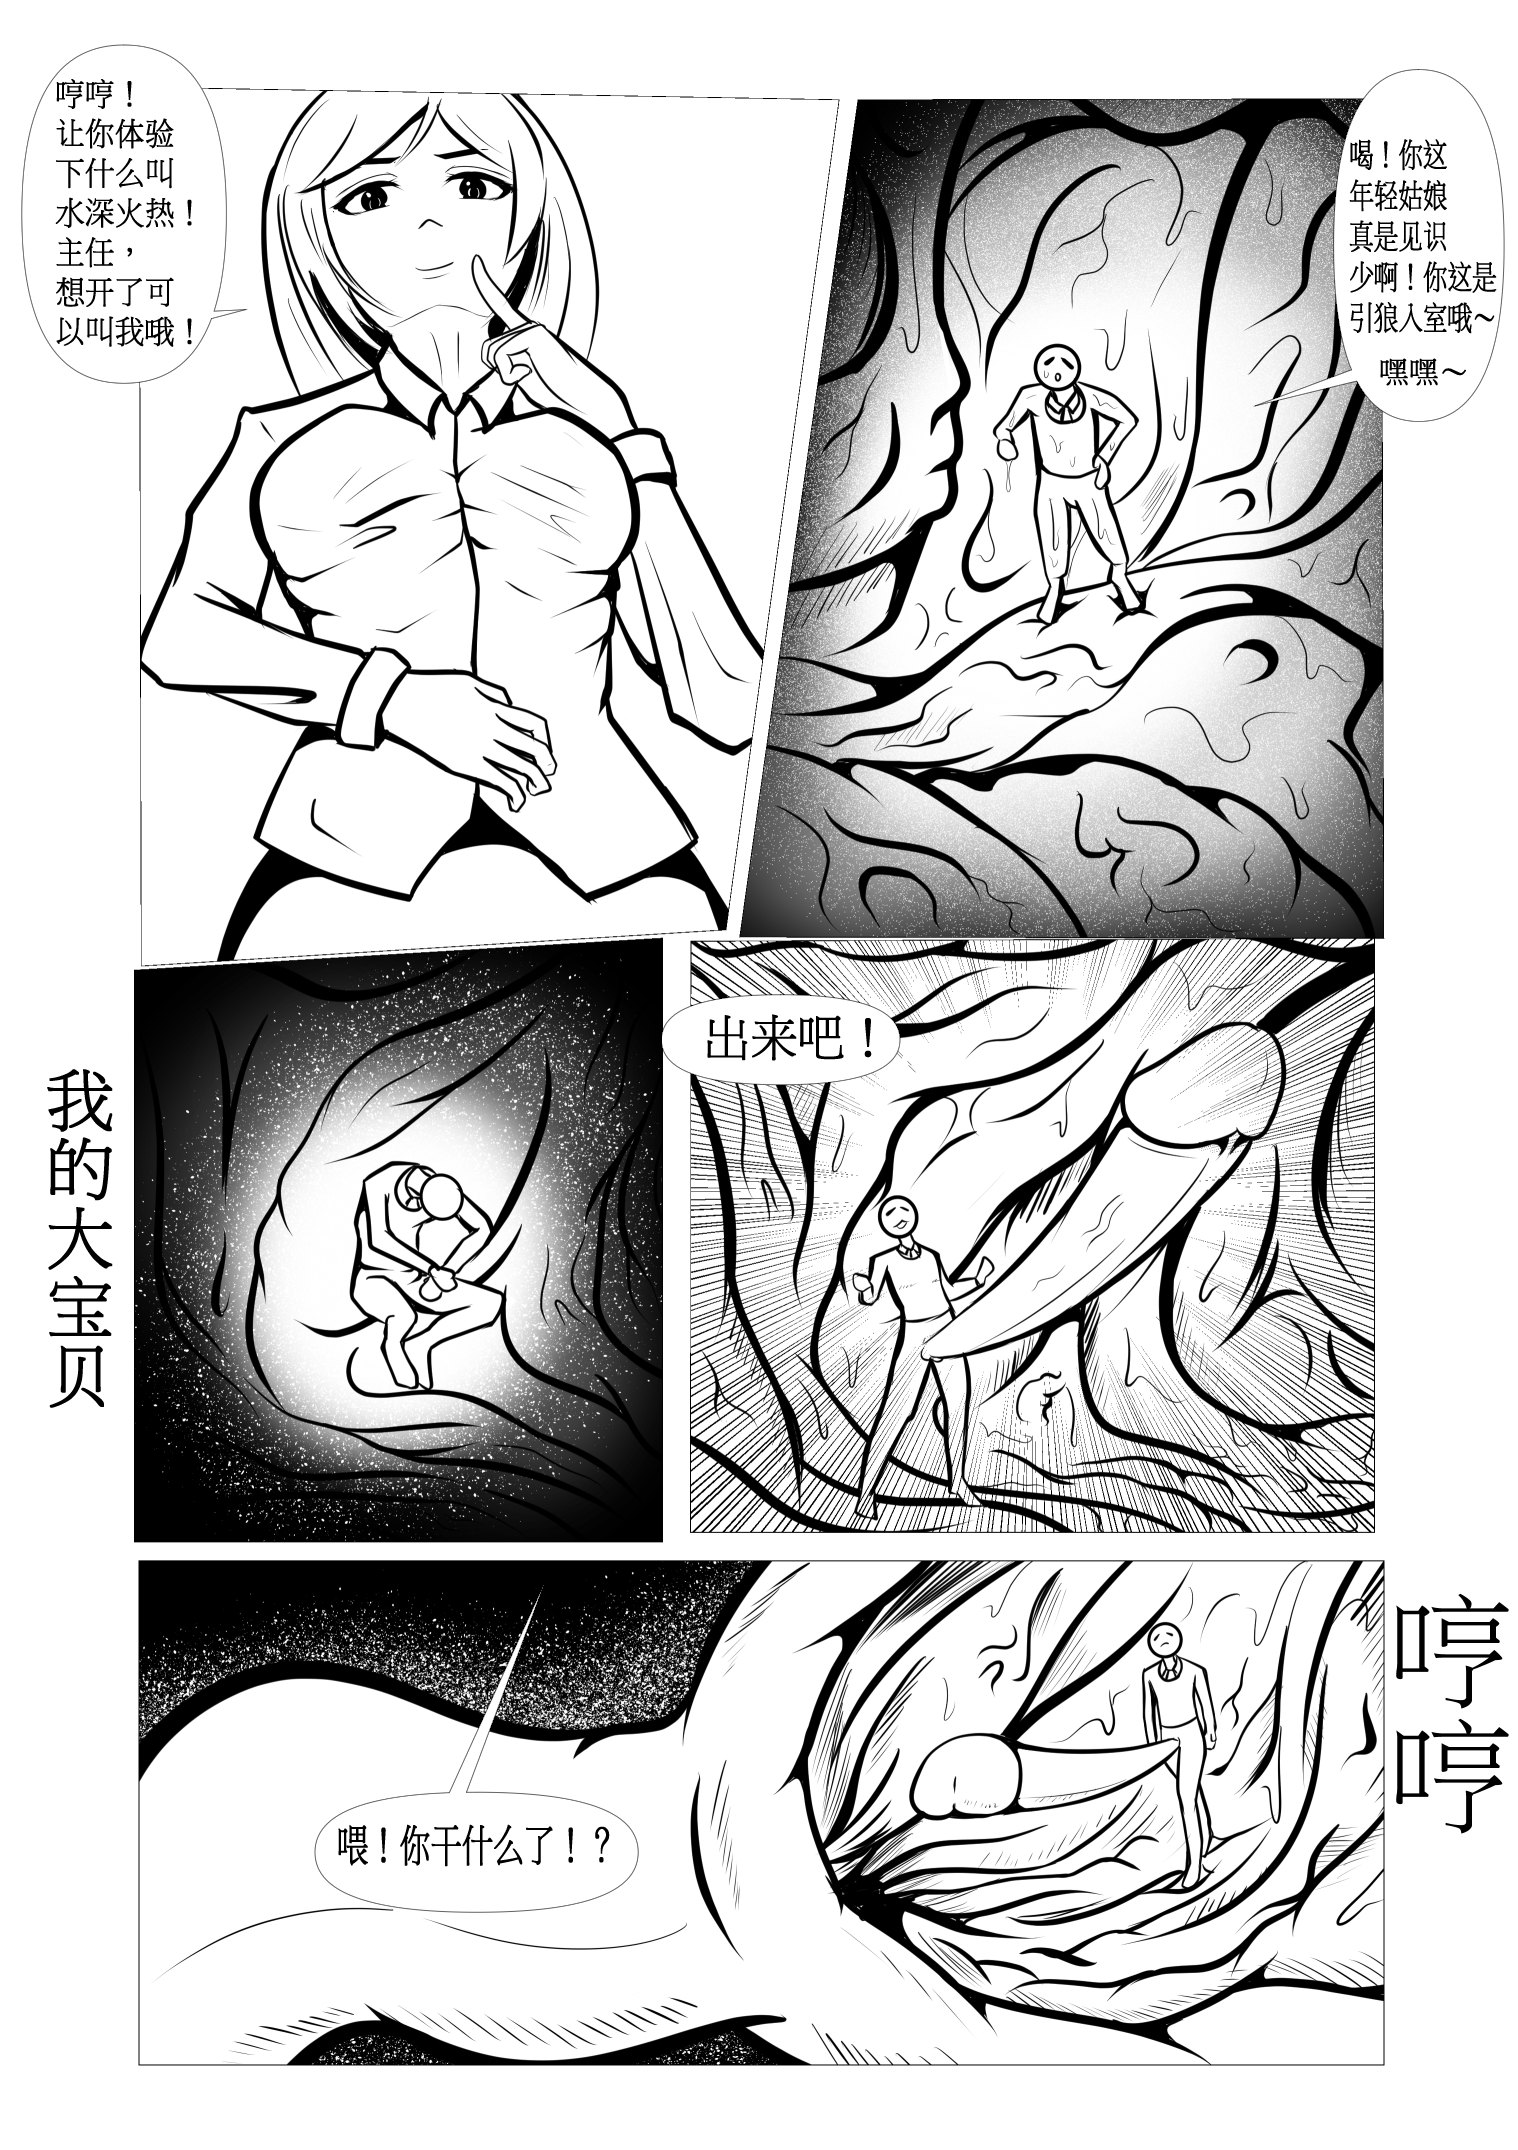 哼哼！
让你体验
下什么叫
水深火热！
主任，
想开了可
以叫我哦！
喝！你这
年轻姑娘
真是见识
少啊！你这是
引狼入室哦～
嘿嘿～
我的大宝贝
出来吧！
喂！你干什么了！？
哼哼